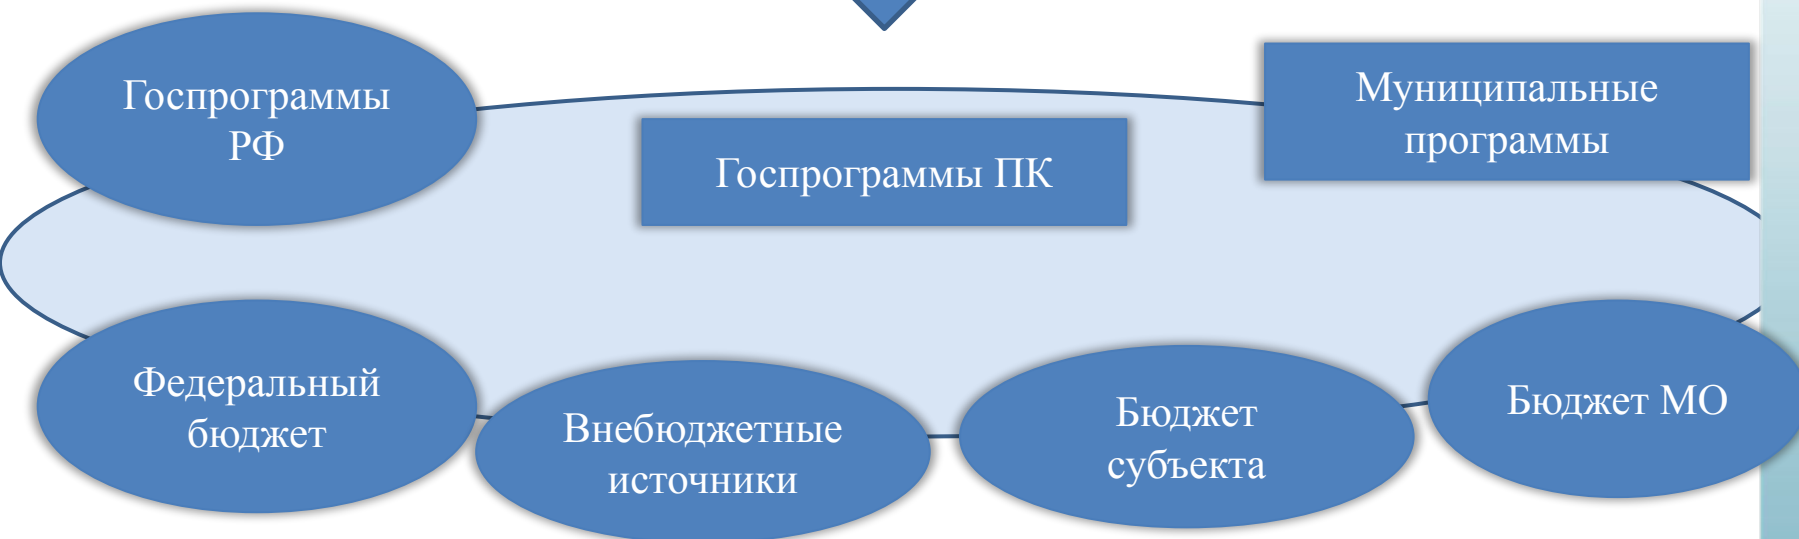 Госпрограммы
РФ
Госпрограммы ПК
Муниципальные
программы
Федеральный
бюджет
Внебюджетные
источники
Бюджет
субъекта
Бюджет МО